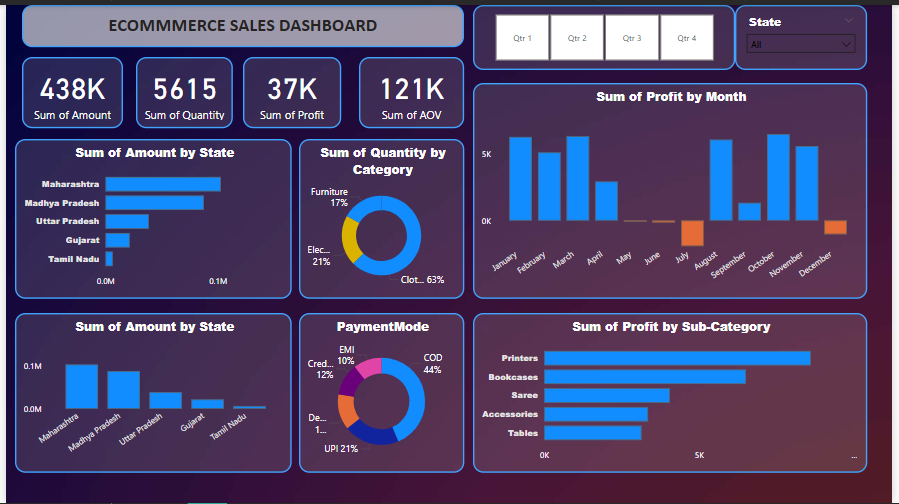 ECOMMMERCE SALES DASHBOARD
Qtr 1
Qtr 2
Qtr 3
Qtr 4
State
All
438K
Sum of Amount
5615
Sum of Quantity
37K
Sum of Profit
121K
Sum of AOV
Sum of Profit by Month
5K
0K
January
February
March
April
May
June
July
August
September
October
November
December
Sum of Amount by State
Maharashtra
Madhya Pradesh
Uttar Pradesh
Gujarat
Tamil Nadu
0.0M
0.1M
Sum of Quantity by
Category
Furniture
17%
Elec...
21%
Clot... 63%
Sum of Amount by State
0.1M
0.0M
Maharashtra
Madhya Pradesh
Uttar Pradesh
Gujarat
Tamil Nadu
PaymentMode
EMI
10%
COD
44%
Cred...
12%
De...
1...
UPI 21%
Sum of Profit by Sub-Category
Printers
Bookcases
Saree
Accessories
Tables
0K
5K
...